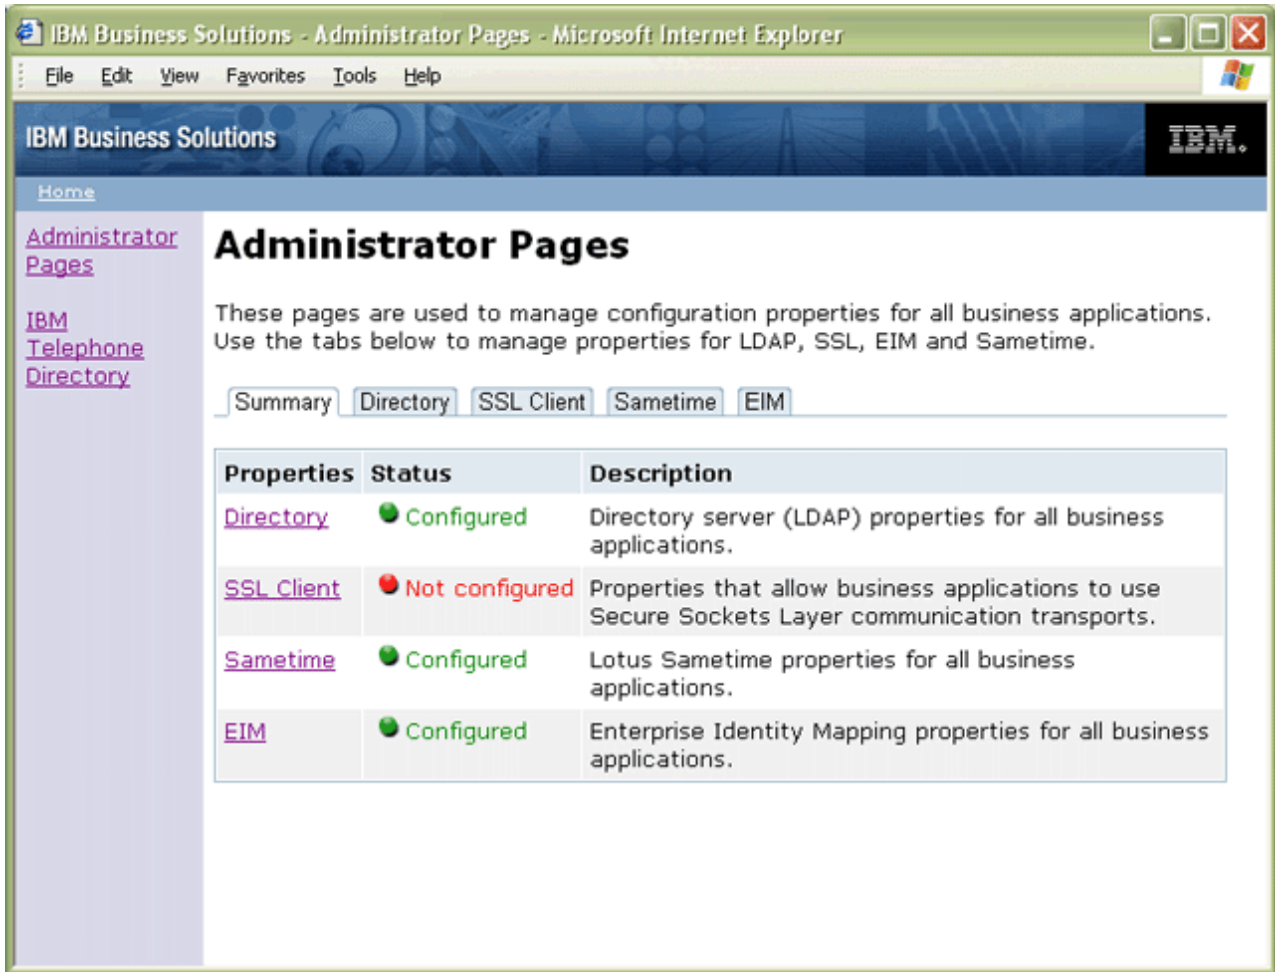 IBM Business Solutions - Administrator Pages - Microsoft Internet Explorer
File Edit View Favorites Tools Help
IBM Business Solutions
IBM.
Home
Administrator
Pages
IBM
Telephone
Directory
Administrator Pages
These pages are used to manage configuration properties for all business applications.
Use the tabs below to manage properties for LDAP, SSL, EIM and Sametime.
Summary Directory SSL Client Sametime EIM
Properties Status Description
Directory Configured Directory server (LDAP) properties for all business
applications.
SSL Client Not configured Properties that allow business applications to use
Secure Sockets Layer communication transports.
Sametime Configured Lotus Sametime properties for all business
applications.
EIM Configured Enterprise Identity Mapping properties for all business
applications.